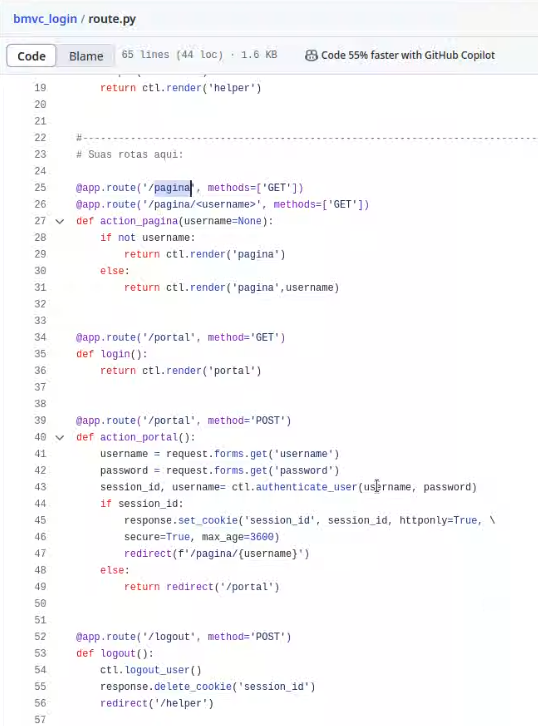 bmvc_login / route.py
Code Blame 65 lines (44 loc) · 1.6 KB Code 55% faster with GitHub Copilot
19 return ctl.render('helper')
20
21
22 #-----------------------------------------------------------------------------
23 # Suas rotas aqui:
24
25 @app.route('/pagina', methods=['GET'])
26 @app.route('/pagina/<username>', methods=['GET'])
27 def action_pagina(username=None):
28 if not username:
29 return ctl.render('pagina')
30 else:
31 return ctl.render('pagina',username)
32
33
34 @app.route('/portal', method='GET')
35 def login():
36 return ctl.render('portal')
37
38
39 @app.route('/portal', method='POST')
40 def action_portal():
41 username = request.forms.get('username')
42 password = request.forms.get('password')
43 session_id, username= ctl.authenticate_user(username, password)
44 if session_id:
45 response.set_cookie('session_id', session_id, httponly=True, \
46 secure=True, max_age=3600)
47 redirect(f'/pagina/{username}')
48 else:
49 return redirect('/portal')
50
51
52 @app.route('/logout', method='POST')
53 def logout():
54 ctl.logout_user()
55 response.delete_cookie('session_id')
56 redirect('/helper')
57